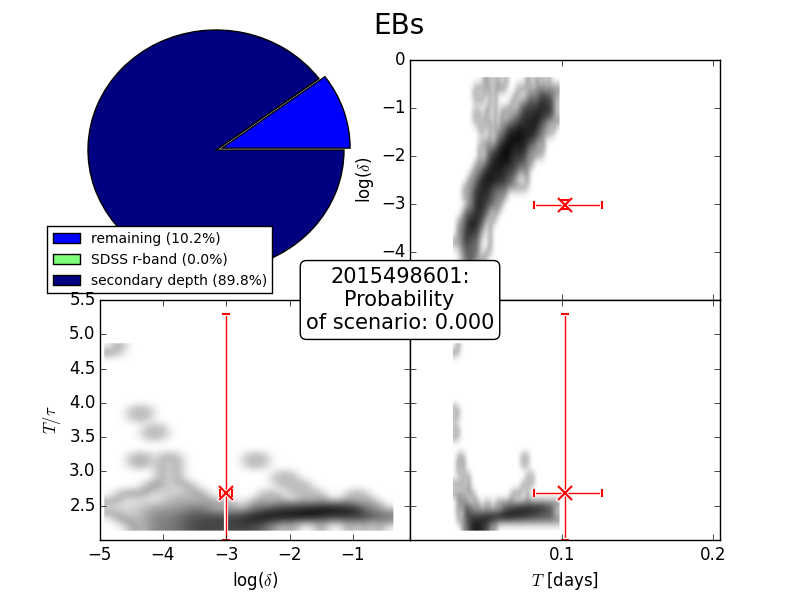 EBs
0
−1
−2
−3
−4
log(δ)
remaining (10.2%)
SDSS r-band (0.0%)
secondary depth (89.8%)
2015498601:
Probability
of scenario: 0.000
5.5
5.0
4.5
4.0
3.5
3.0
2.5
T/τ
−5 −4 −3 −2 −1
0.1 0.2
log(δ)
T [days]